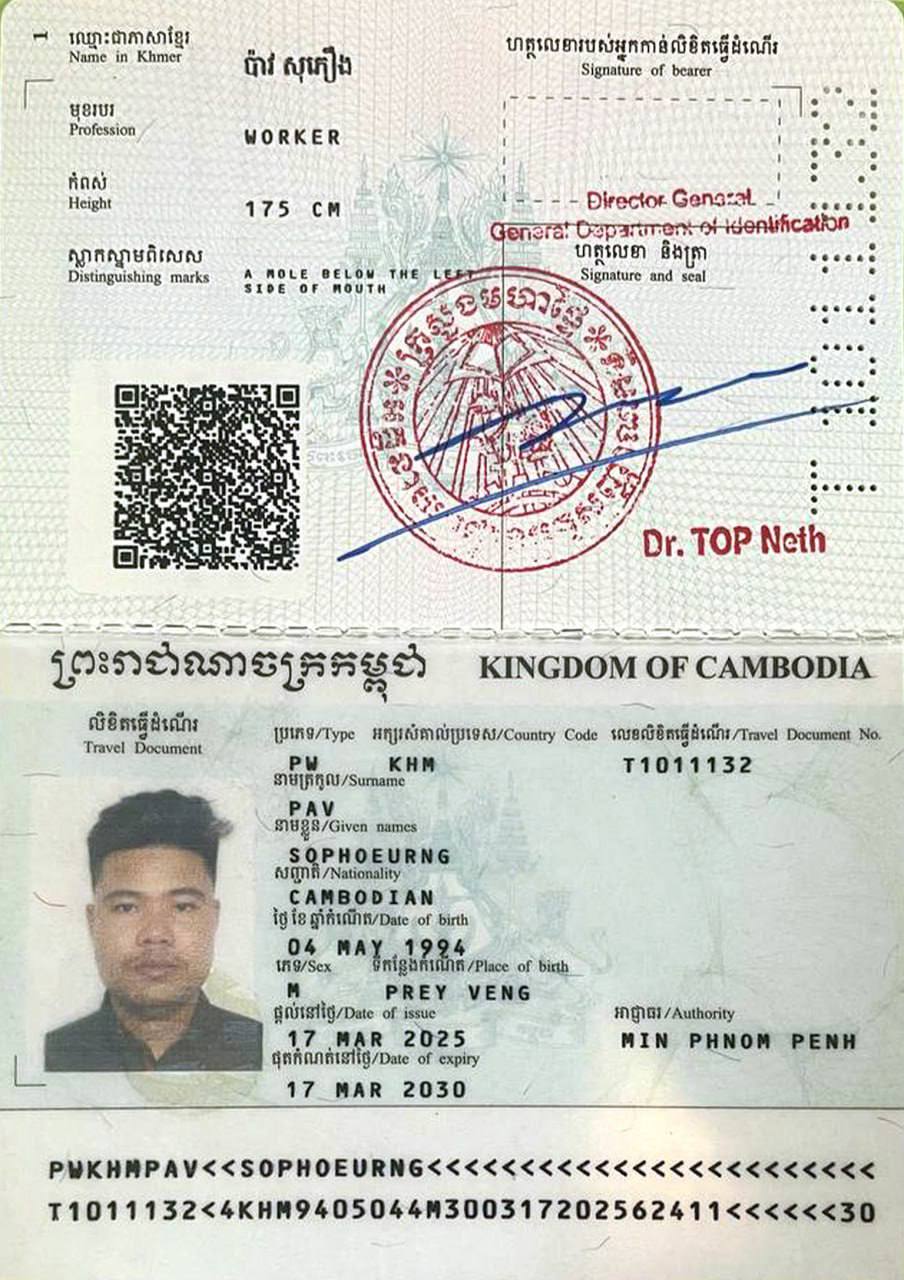 1
ឈ្មោះជាភាសាខ្មែរ
Name in Khmer
ប៉ាវ សុភឿង
ហត្ថលេខារបស់អ្នកកាន់លិខិតធ្វើដំណើរ
Signature of bearer
មុខរបរ
Profession
WORKER
កំពស់
Height
175 CM
Director General
General Department of Identification
ហត្ថលេខា និងត្រា
Signature and seal
ស្លាកស្នាមពិសេស
Distinguishing marks
A MOLE BELOW THE LEFT
SIDE OF MOUTH
ក្រសួងមហាផ្ទៃ
Dr. TOP Neth
ព្រះរាជាណាចក្រកម្ពុជា KINGDOM OF CAMBODIA
លិខិតធ្វើដំណើរ
Travel Document
ប្រភេទ/Type អក្សរសំគាល់ប្រទេស/Country Code លេខលិខិតធ្វើដំណើរ/Travel Document No.
PW KHM T1011132
នាមត្រកូល/Surname
PAV
នាមខ្លួន/Given names
SOPHOEURNG
សញ្ជាតិ/Nationality
CAMBODIAN
ថ្ងៃ ខែ ឆ្នាំកំណើត/Date of birth
04 MAY 1994
ភេទ/Sex ទីកន្លែងកំណើត/Place of birth
M PREY VENG
ផ្តល់នៅថ្ងៃ/Date of issue អាជ្ញាធរ/Authority
17 MAR 2025 MIN PHNOM PENH
ផុតកំណត់នៅថ្ងៃ/Date of expiry
17 MAR 2030
PWKHMPAV<<SOPHOEURNG<<<<<<<<<<<<<<<<<<<<<<<<
T1011132<4KHM9405044M300317202562411<<<<<<30